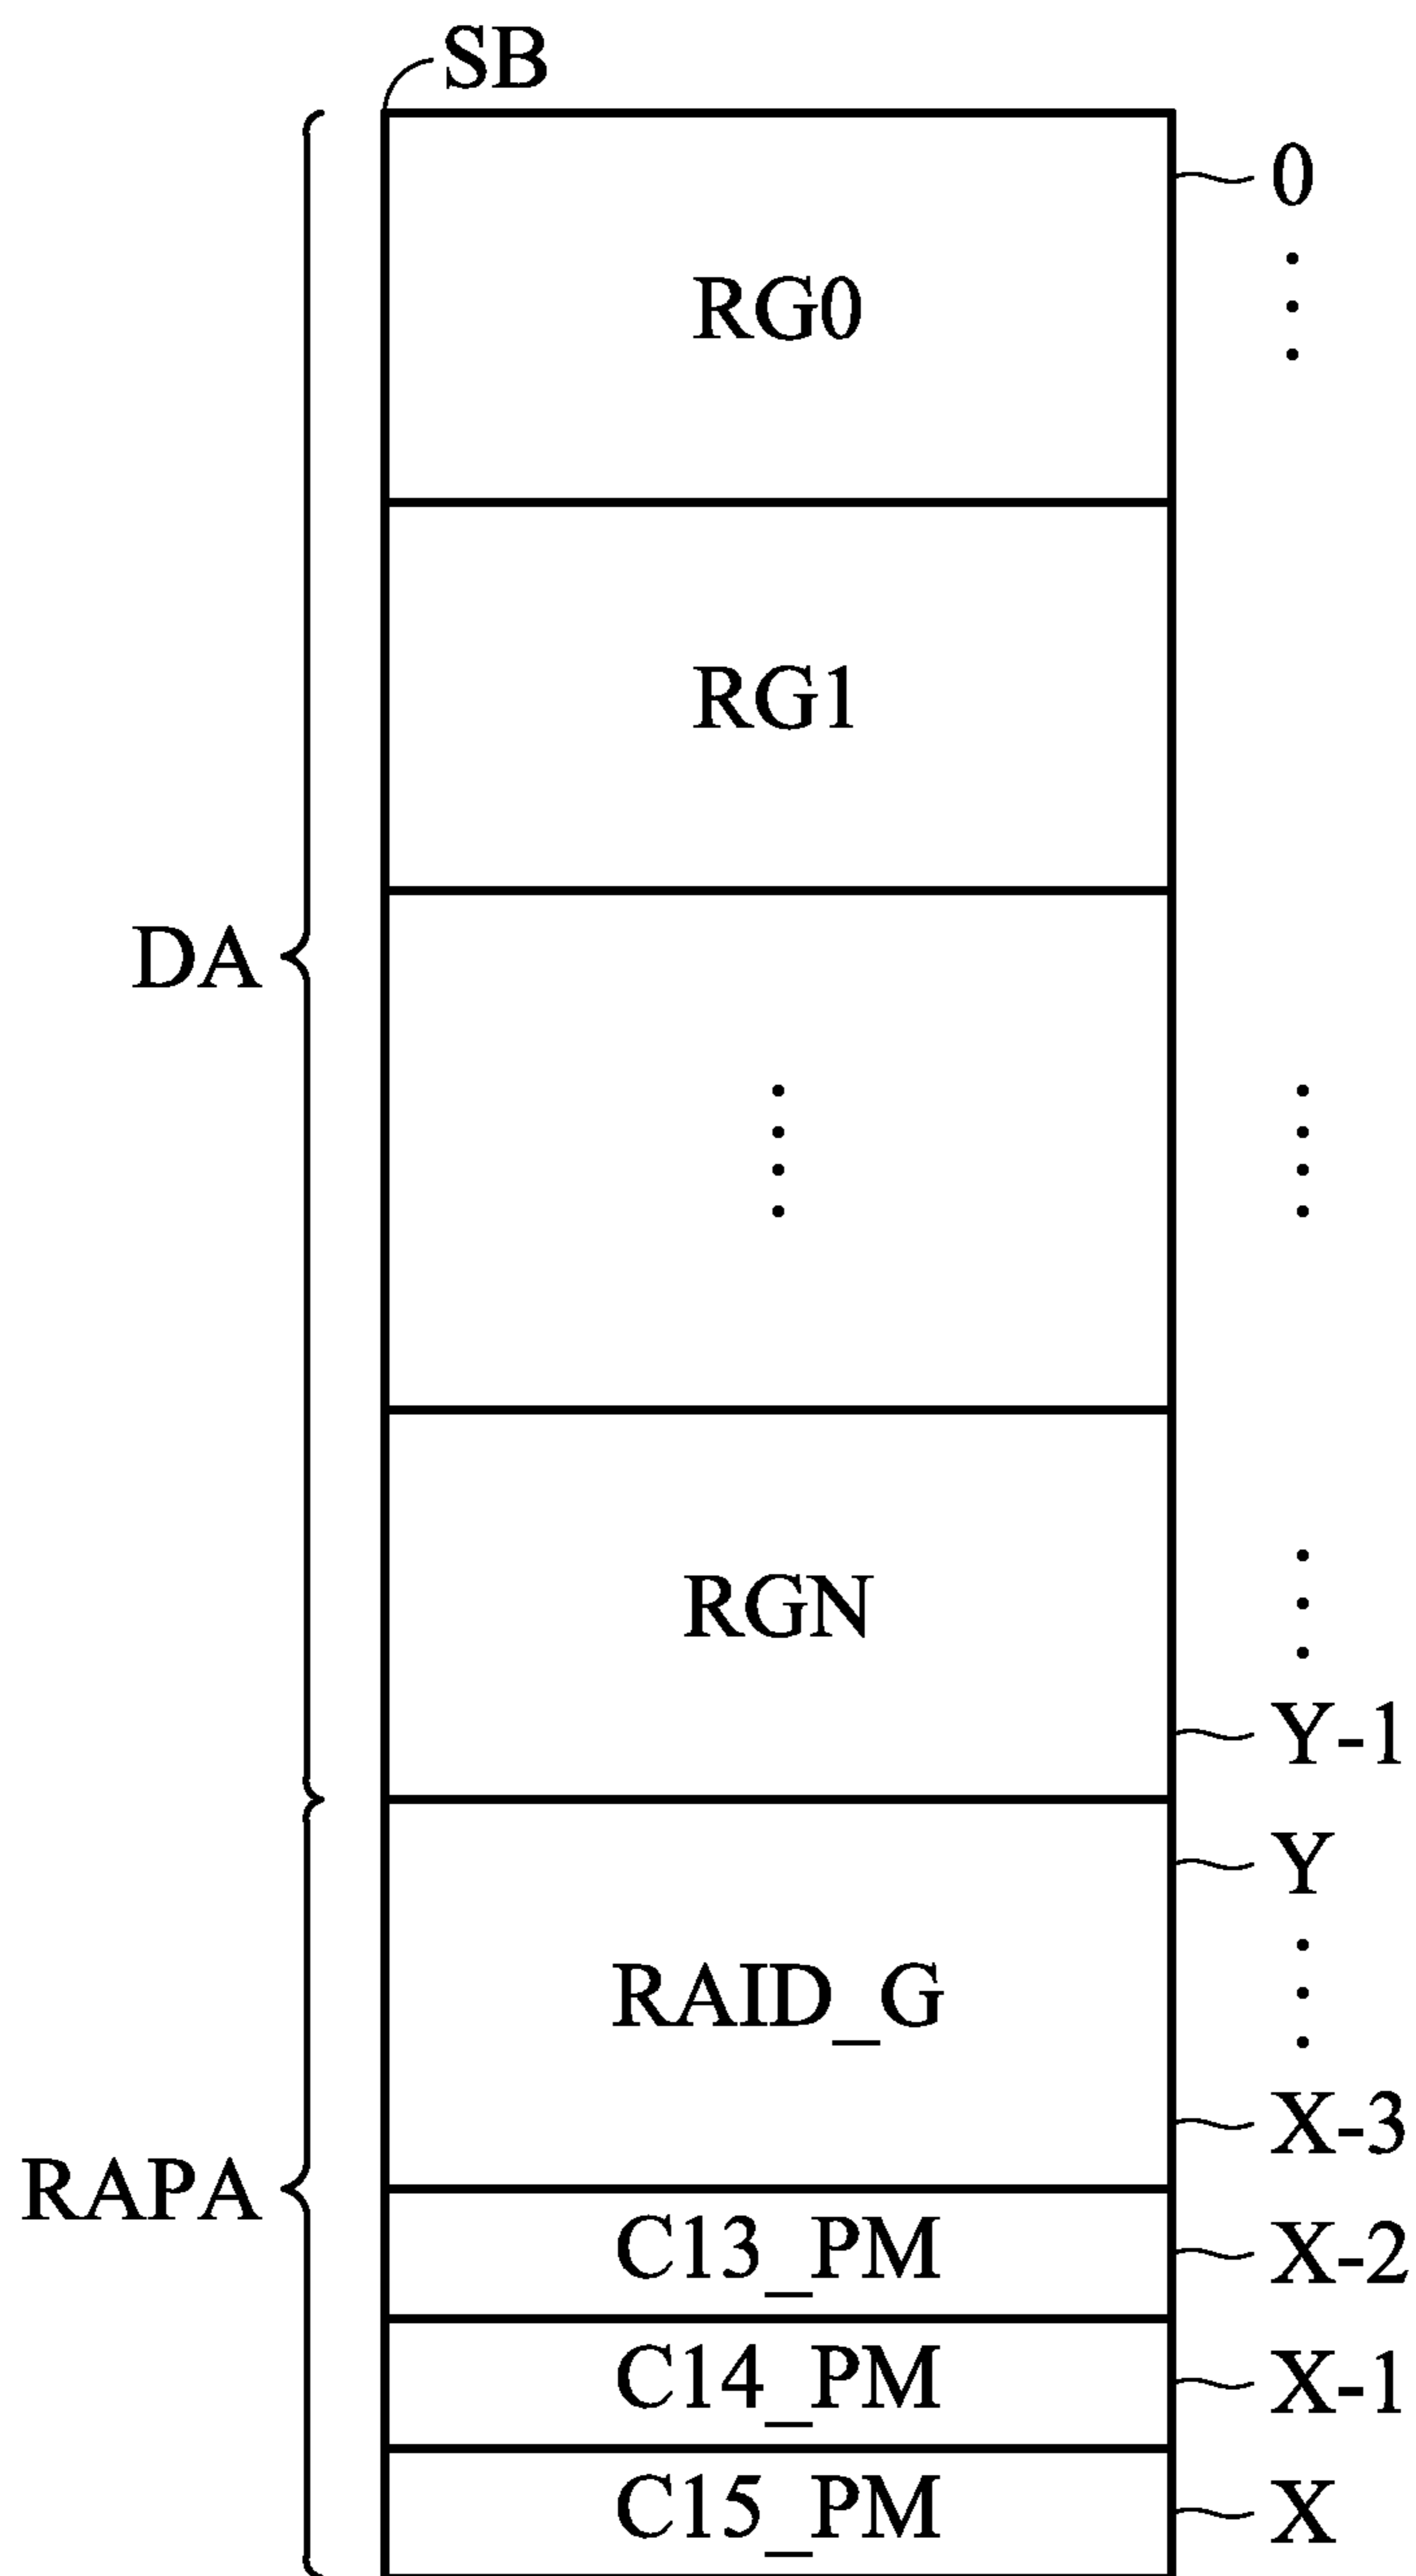 SB
0
RG0
RG1
DA
RGN
Y-1
Y
RAID_G
X-3
RAPA
C13_PM
X-2
C14_PM
X-1
C15_PM
X